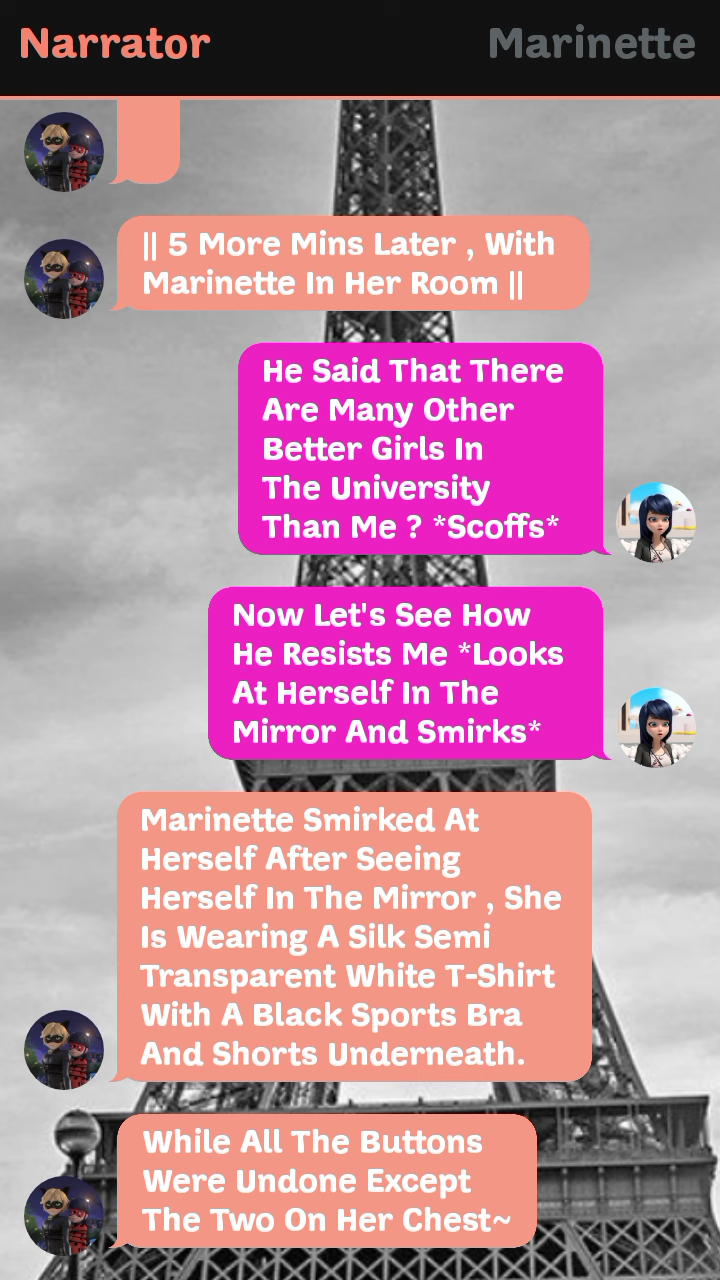 Narrator
Marinette
|| 5 More Mins Later , With
Marinette In Her Room ||
He Said That There
Are Many Other
Better Girls In
The University
Than Me ? *Scoffs*
Now Let's See How
He Resists Me *Looks
At Herself In The
Mirror And Smirks*
Marinette Smirked At
Herself After Seeing
Herself In The Mirror , She
Is Wearing A Silk Semi
Transparent White T-Shirt
With A Black Sports Bra
And Shorts Underneath.
While All The Buttons
Were Undone Except
The Two On Her Chest~